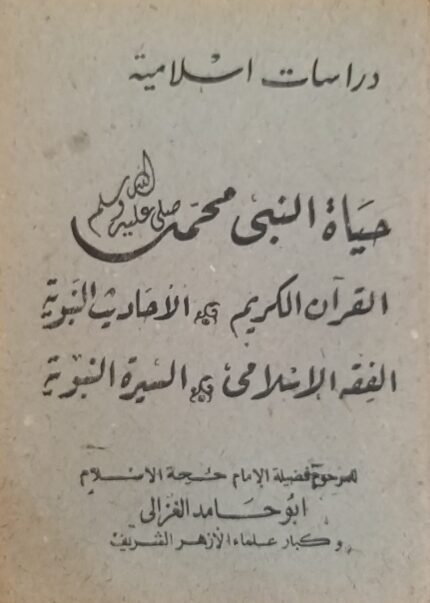 دراسات اسلامية
حياة النبى محمد صلى الله عليه وسلم
القرآن الكريم الأحاديث النبوية
الفقه الإسلامى السيرة النبوية
للمرحوم فضيلة الإمام حجة الاسلام
ابو حامد الغزالى
وكبار علماء الأزهر الشريف